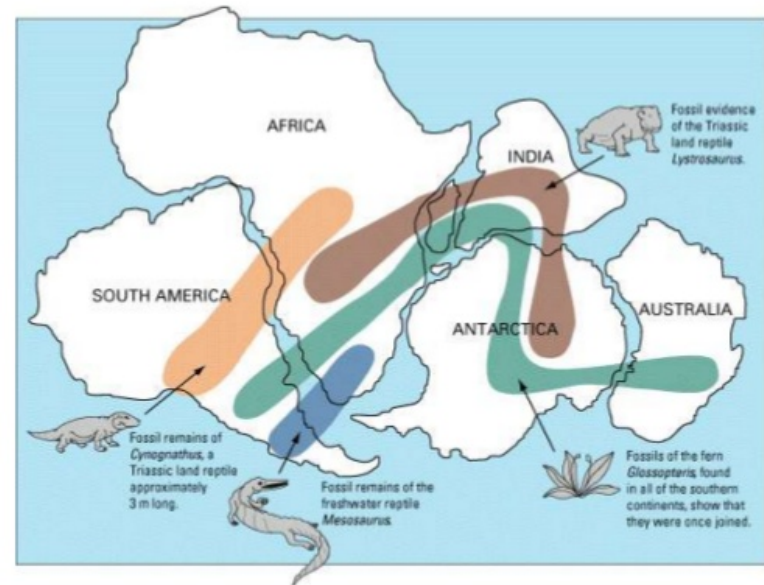 AFRICA
INDIA
Fossil evidence
of the Triassic
land reptile
Lystrosaurus.
SOUTH AMERICA
ANTARCTICA
AUSTRALIA
Fossil remains of
Cynognathus, a
Triassic land reptile
approximately
3 m long.
Fossil remains of the
freshwater reptile
Mesosaurus.
Fossils of the fern
Glossopteris, found
in all of the southern
continents, show that
they were once joined.